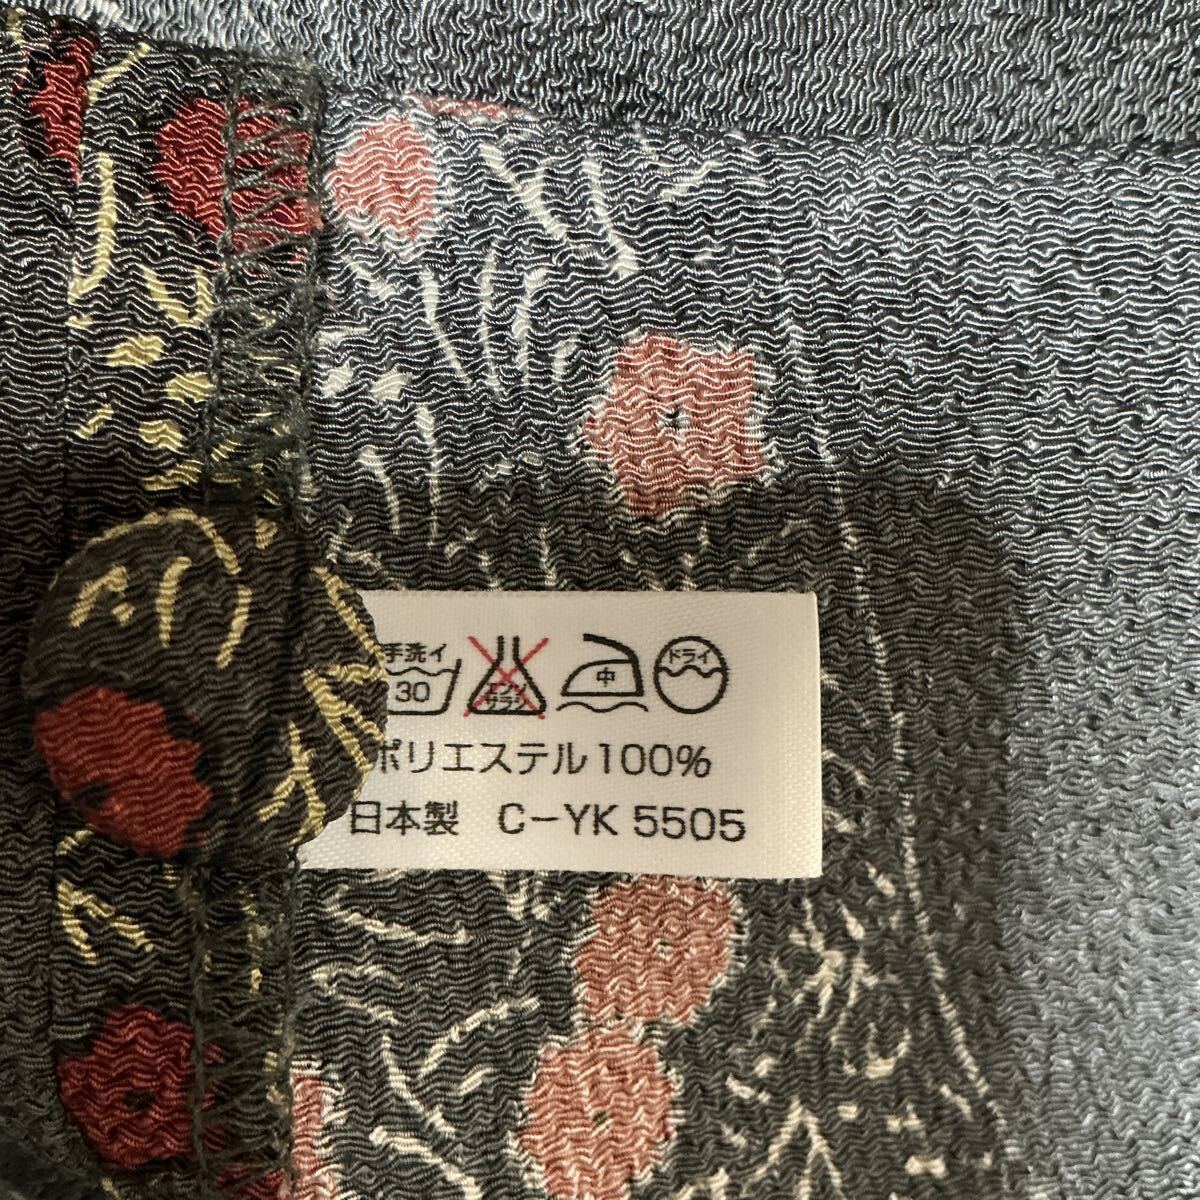 手洗イ 30 エンソサラシ 中 ドライ
ポリエステル100%
日本製 C-YK 5505